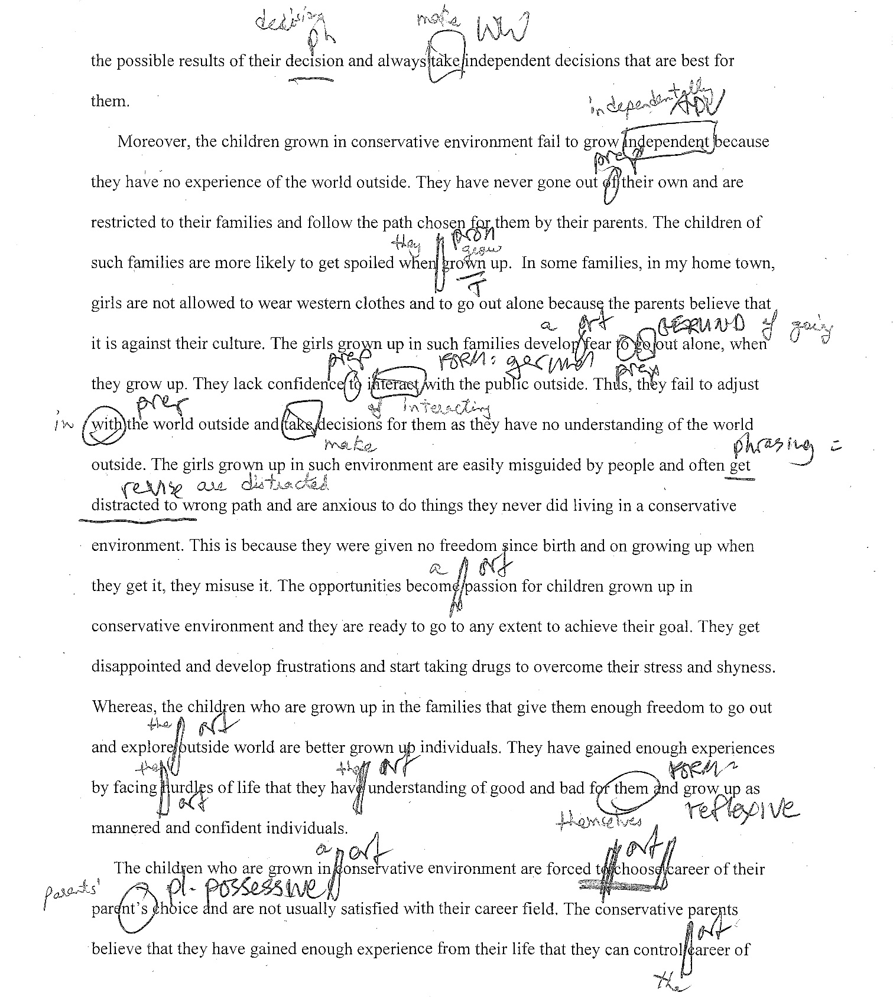 decising make WW
ph
the possible results of their decision and always take independent decisions that are best for
them.
independentally ADV
Moreover, the children grown in conservative environment fail to grow independent because
prep
they have no experience of the world outside. They have never gone out of their own and are
restricted to their families and follow the path chosen for them by their parents. The children of
they pron
grow
such families are more likely to get spoiled when grown up. In some families, in my home town,
T
girls are not allowed to wear western clothes and to go out alone because the parents believe that
a art GERUND of going
it is against their culture. The girls grown up in such families develop fear to go out alone, when
prep FORM: gerund
they grow up. They lack confidence to interact with the public outside. Thus, they fail to adjust
prep of Interacting prep
in with the world outside and take decisions for them as they have no understanding of the world
make phrasing =
outside. The girls grown up in such environment are easily misguided by people and often get
revise are distracted
distracted to wrong path and are anxious to do things they never did living in a conservative
environment. This is because they were given no freedom since birth and on growing up when
a art
they get it, they misuse it. The opportunities become passion for children grown up in
conservative environment and they are ready to go to any extent to achieve their goal. They get
disappointed and develop frustrations and start taking drugs to overcome their stress and shyness.
Whereas, the children who are grown up in the families that give them enough freedom to go out
the art
and explore outside world are better grown up individuals. They have gained enough experiences
the the art FORM
by facing hurdles of life that they have understanding of good and bad for them and grow up as
art reflexive
mannered and confident individuals.
themselves
a art art
The children who are grown in conservative environment are forced to choose career of their
parents' pl. possessive
parent's choice and are not usually satisfied with their career field. The conservative parents
art
believe that they have gained enough experience from their life that they can control career of
the